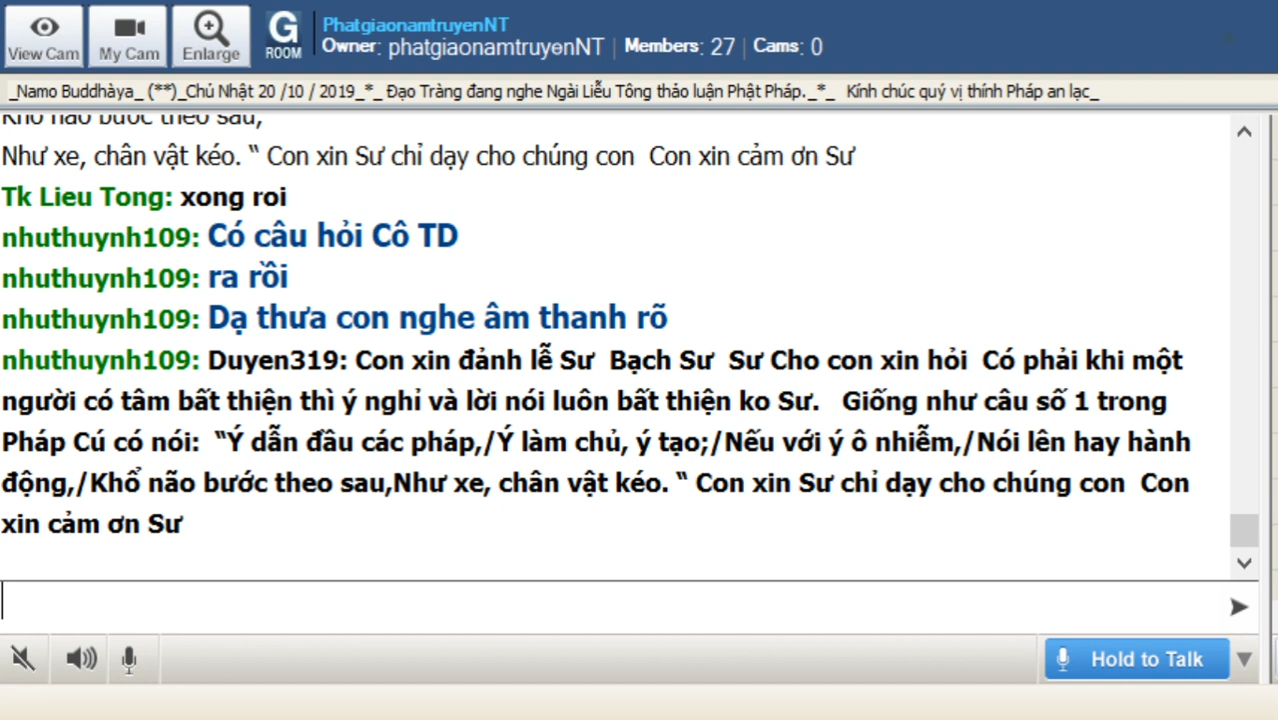 View Cam
My Cam
Enlarge
G
ROOM
PhatgiaonamtruyenNT
Owner: phatgiaonamtruyenNT | Members: 27 | Cams: 0
_Namo Buddhàya_ (**)_Chủ Nhật 20 /10 / 2019_*_ Đạo Tràng đang nghe Ngài Liễu Tông thảo luận Phật Pháp._*_ Kính chúc quý vị thính Pháp an lạc_
Khổ não bước theo sau,
Như xe, chân vật kéo. “ Con xin Sư chỉ dạy cho chúng con Con xin cảm ơn Sư
Tk Lieu Tong: xong roi
nhuthuynh109: Có câu hỏi Cô TD
nhuthuynh109: ra rồi
nhuthuynh109: Dạ thưa con nghe âm thanh rõ
nhuthuynh109: Duyen319: Con xin đảnh lễ Sư Bạch Sư Sư Cho con xin hỏi Có phải khi một
người có tâm bất thiện thì ý nghỉ và lời nói luôn bất thiện ko Sư. Giống như câu số 1 trong
Pháp Cú có nói: “Ý dẫn đầu các pháp,/Ý làm chủ, ý tạo;/Nếu với ý ô nhiễm,/Nói lên hay hành
động,/Khổ não bước theo sau,Như xe, chân vật kéo. “ Con xin Sư chỉ dạy cho chúng con Con
xin cảm ơn Sư
Hold to Talk